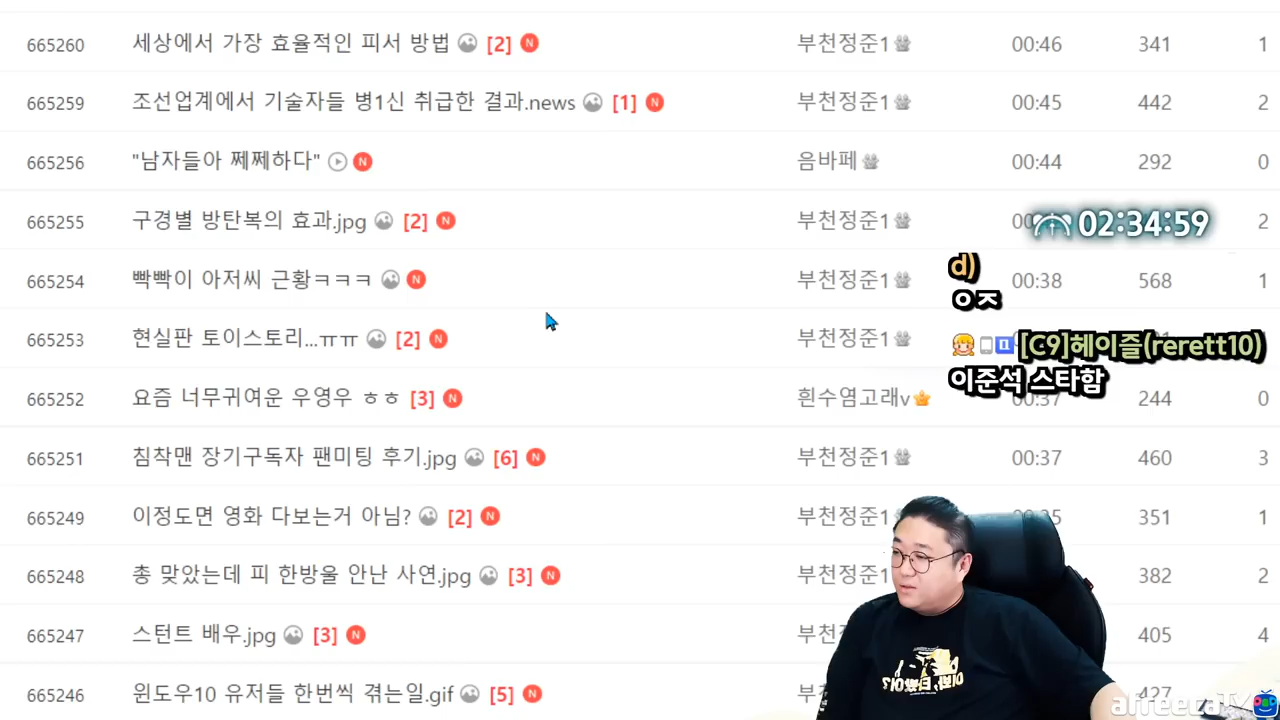 665260 세상에서 가장 효율적인 피서 방법 [2] N 부천정준1 00:46 341 1
665259 조선업계에서 기술자들 병1신 취급한 결과.news [1] N 부천정준1 00:45 442 2
665256 "남자들아 쩨쩨하다" N 음바페 00:44 292 0
665255 구경별 방탄복의 효과.jpg [2] N 부천정준1 2
02:34:59
d)
ㅇㅈ
665254 빡빡이 아저씨 근황ㅋㅋㅋ N 부천정준1 00:38 568 1
665253 현실판 토이스토리...ㅠㅠ [2] N 부천정준1
[C9]헤이즐(rerett10)
이준석 스타함
665252 요즘 너무귀여운 우영우 ㅎㅎ [3] N 흰수염고래v 00:37 244 0
665251 침착맨 장기구독자 팬미팅 후기.jpg [6] N 부천정준1 00:37 460 3
665249 이정도면 영화 다보는거 아님? [2] N 부천정준1 351 1
665248 총 맞았는데 피 한방울 안난 사연.jpg [3] N 부천정준1 382 2
665247 스턴트 배우.jpg [3] N 부천 405 4
665246 윈도우10 유저들 한번씩 겪는일.gif [5] N 427
afreecaTV